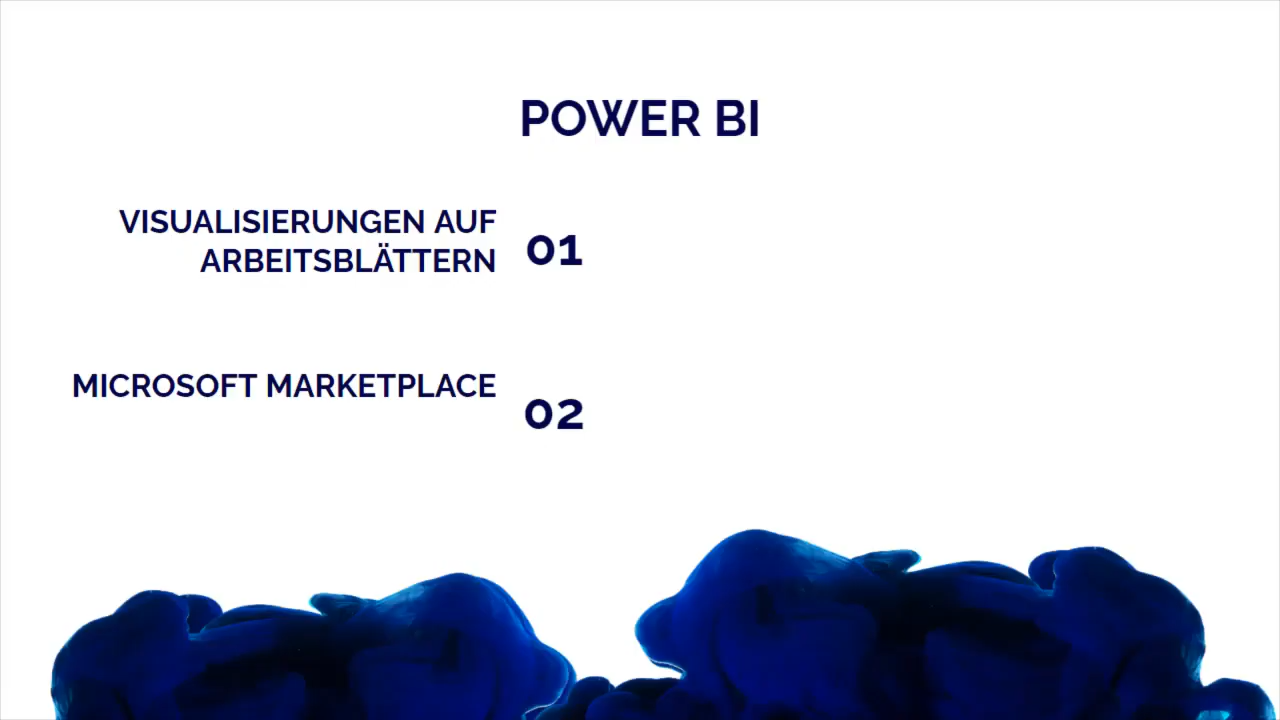 POWER BI
VISUALISIERUNGEN AUF
ARBEITSBLÄTTERN
01
MICROSOFT MARKETPLACE
02